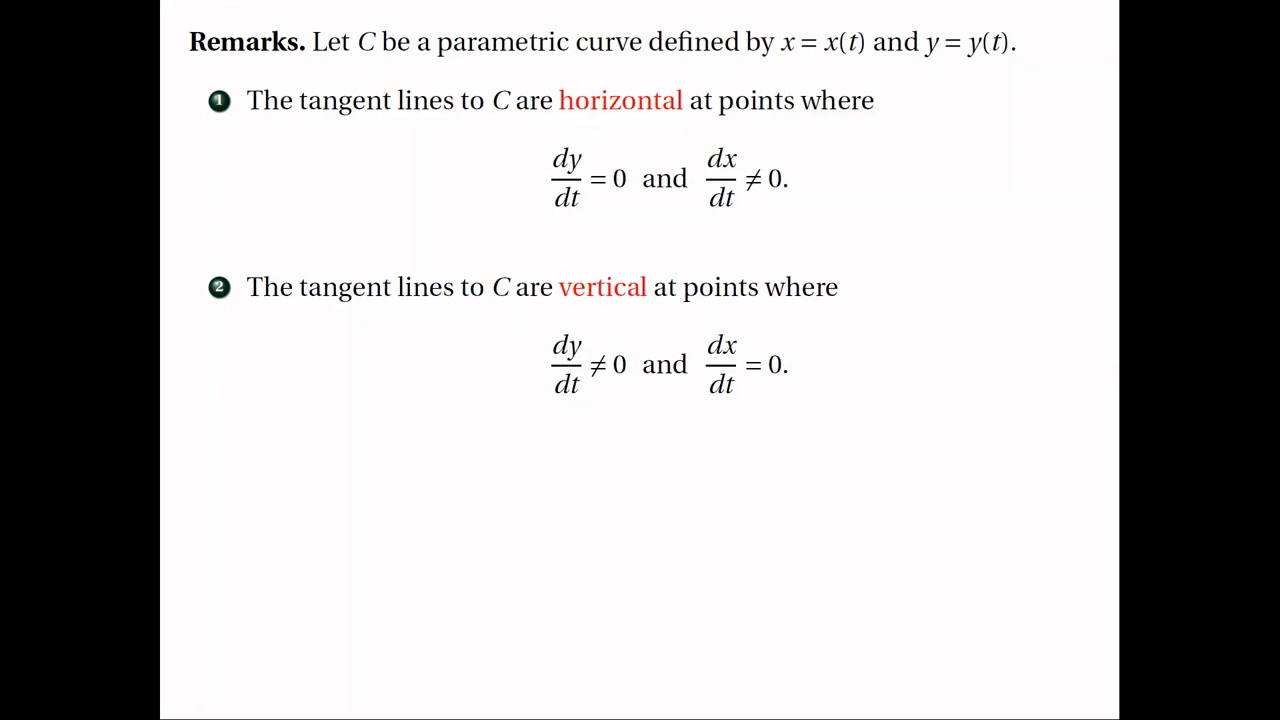 Remarks. Let C be a parametric curve defined by x = x(t) and y = y(t).
1 The tangent lines to C are horizontal at points where
dy/dt = 0 and dx/dt ≠ 0.
2 The tangent lines to C are vertical at points where
dy/dt ≠ 0 and dx/dt = 0.